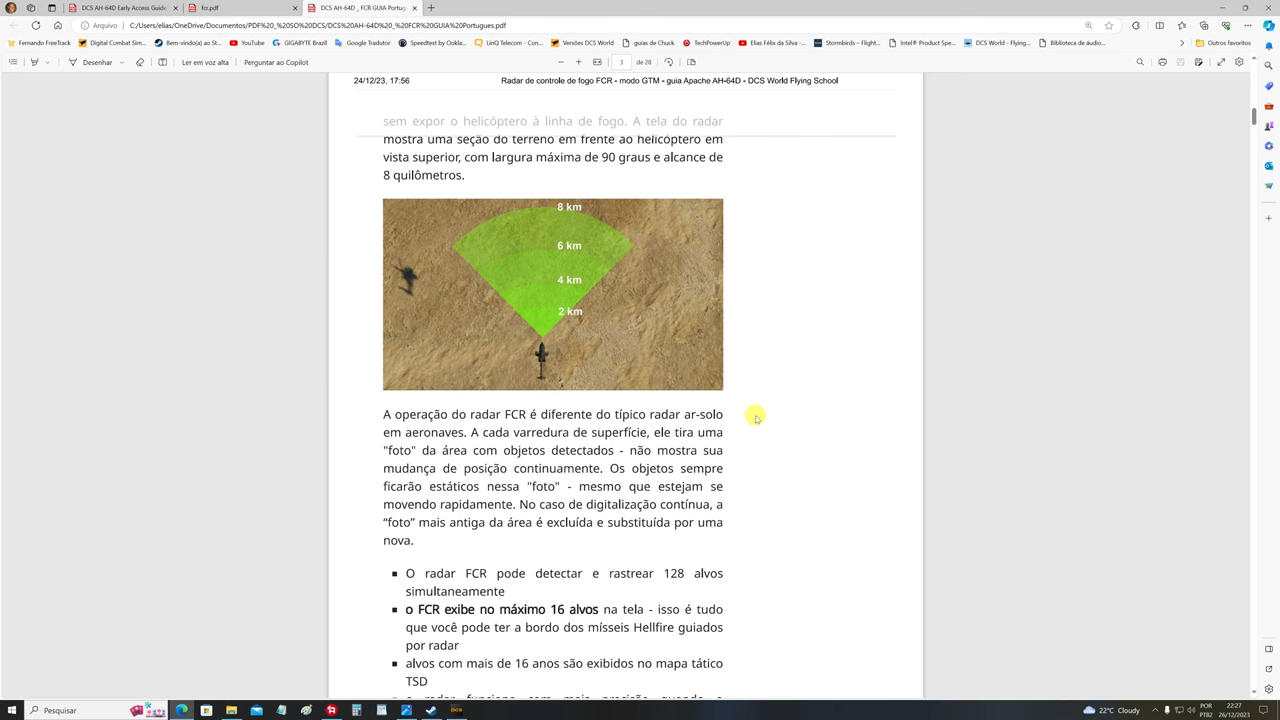 DCS AH-64D Early Access Guide
fcr.pdf
DCS AH-64D _ FCR GUIA Portugu
C:/Users/elias/OneDrive/Documentos/PDF%20_%20SO%20DCS/DCS%20AH-64D%20_%20FCR%20GUIA%20Portugues.pdf
Fernando FreeTrack
Digital Combat Sim...
Bem-vindo(a) ao St...
YouTube
GIGABYTE Brazil
Google Tradutor
Speedtest by Ookla...
LinQ Telecom - Con...
Versões DCS World
guias de Chuck
TechPowerUp
Elias Félix da Silva -...
Stormbirds – Flight...
Intel® Product Spe...
DCS World - Flying...
Biblioteca de áudio...
Outros favoritos
Desenhar
Ler em voz alta
Perguntar ao Copilot
3
de 28
24/12/23, 17:56
Radar de controle de fogo FCR - modo GTM - guia Apache AH-64D - DCS World Flying School
sem expor o helicóptero à linha de fogo. A tela do radar
mostra uma seção do terreno em frente ao helicóptero em
vista superior, com largura máxima de 90 graus e alcance de
8 quilômetros.
8 km
6 km
4 km
2 km
A operação do radar FCR é diferente do típico radar ar-solo
em aeronaves. A cada varredura de superfície, ele tira uma
"foto" da área com objetos detectados - não mostra sua
mudança de posição continuamente. Os objetos sempre
ficarão estáticos nessa "foto" - mesmo que estejam se
movendo rapidamente. No caso de digitalização contínua, a
“foto” mais antiga da área é excluída e substituída por uma
nova.
▪ O radar FCR pode detectar e rastrear 128 alvos
simultaneamente
▪ o FCR exibe no máximo 16 alvos na tela - isso é tudo
que você pode ter a bordo dos mísseis Hellfire guiados
por radar
▪ alvos com mais de 16 anos são exibidos no mapa tático
TSD
Pesquisar
22°C Cloudy
POR
PTB2
22:27
26/12/2023